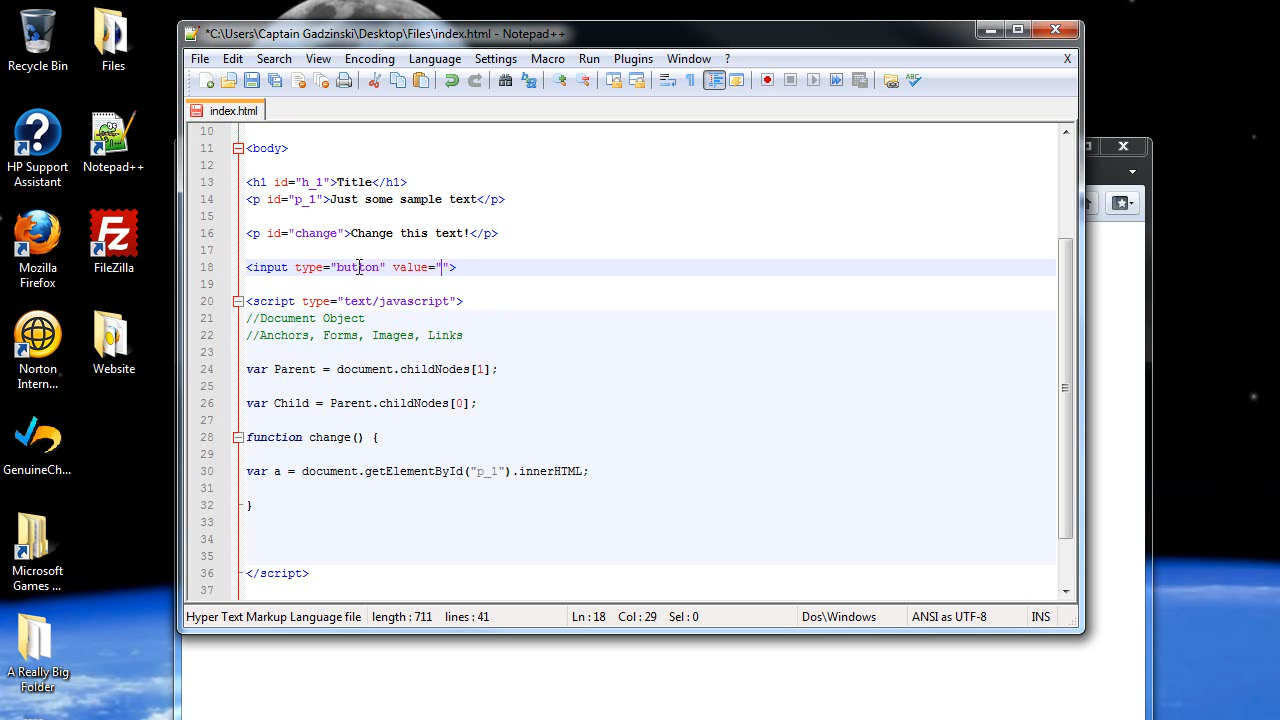 Recycle Bin
Files
HP Support
Assistant
Notepad++
Mozilla
Firefox
FileZilla
Norton
Intern...
Website
GenuineCh...
Microsoft
Games ...
A Really Big
Folder
*C:\Users\Captain Gadzinski\Desktop\Files\index.html - Notepad++
File Edit Search View Encoding Language Settings Macro Run Plugins Window ? X
index.html
10
11 <body>
12
13 <h1 id="h_1">Title</h1>
14 <p id="p_1">Just some sample text</p>
15
16 <p id="change">Change this text!</p>
17
18 <input type="button" value="">
19
20 <script type="text/javascript">
21 //Document Object
22 //Anchors, Forms, Images, Links
23
24 var Parent = document.childNodes[1];
25
26 var Child = Parent.childNodes[0];
27
28 function change() {
29
30 var a = document.getElementById("p_1").innerHTML;
31
32 }
33
34
35
36 </script>
37
Hyper Text Markup Language file length : 711 lines : 41 Ln : 18 Col : 29 Sel : 0 Dos\Windows ANSI as UTF-8 INS